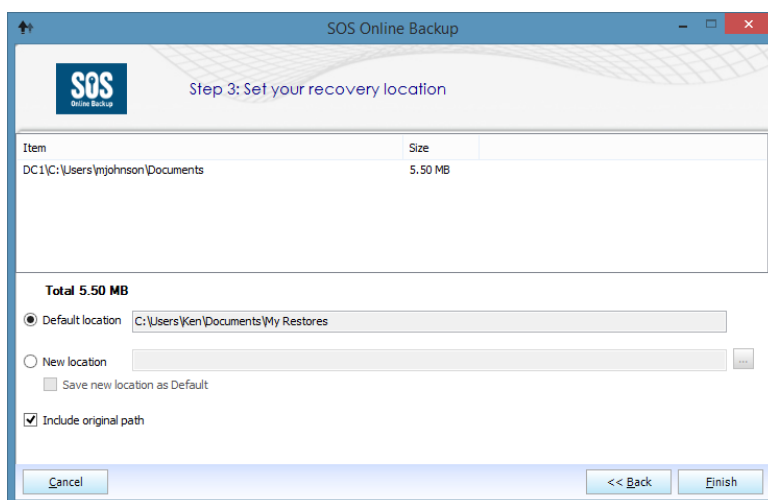 SOS Online Backup
SOS
Online Backup
Step 3: Set your recovery location
Item Size
DC1\C:\Users\mjohnson\Documents 5.50 MB
Total 5.50 MB
Default location C:\Users\Ken\Documents\My Restores
New location ...
Save new location as Default
Include original path
Cancel << Back Finish